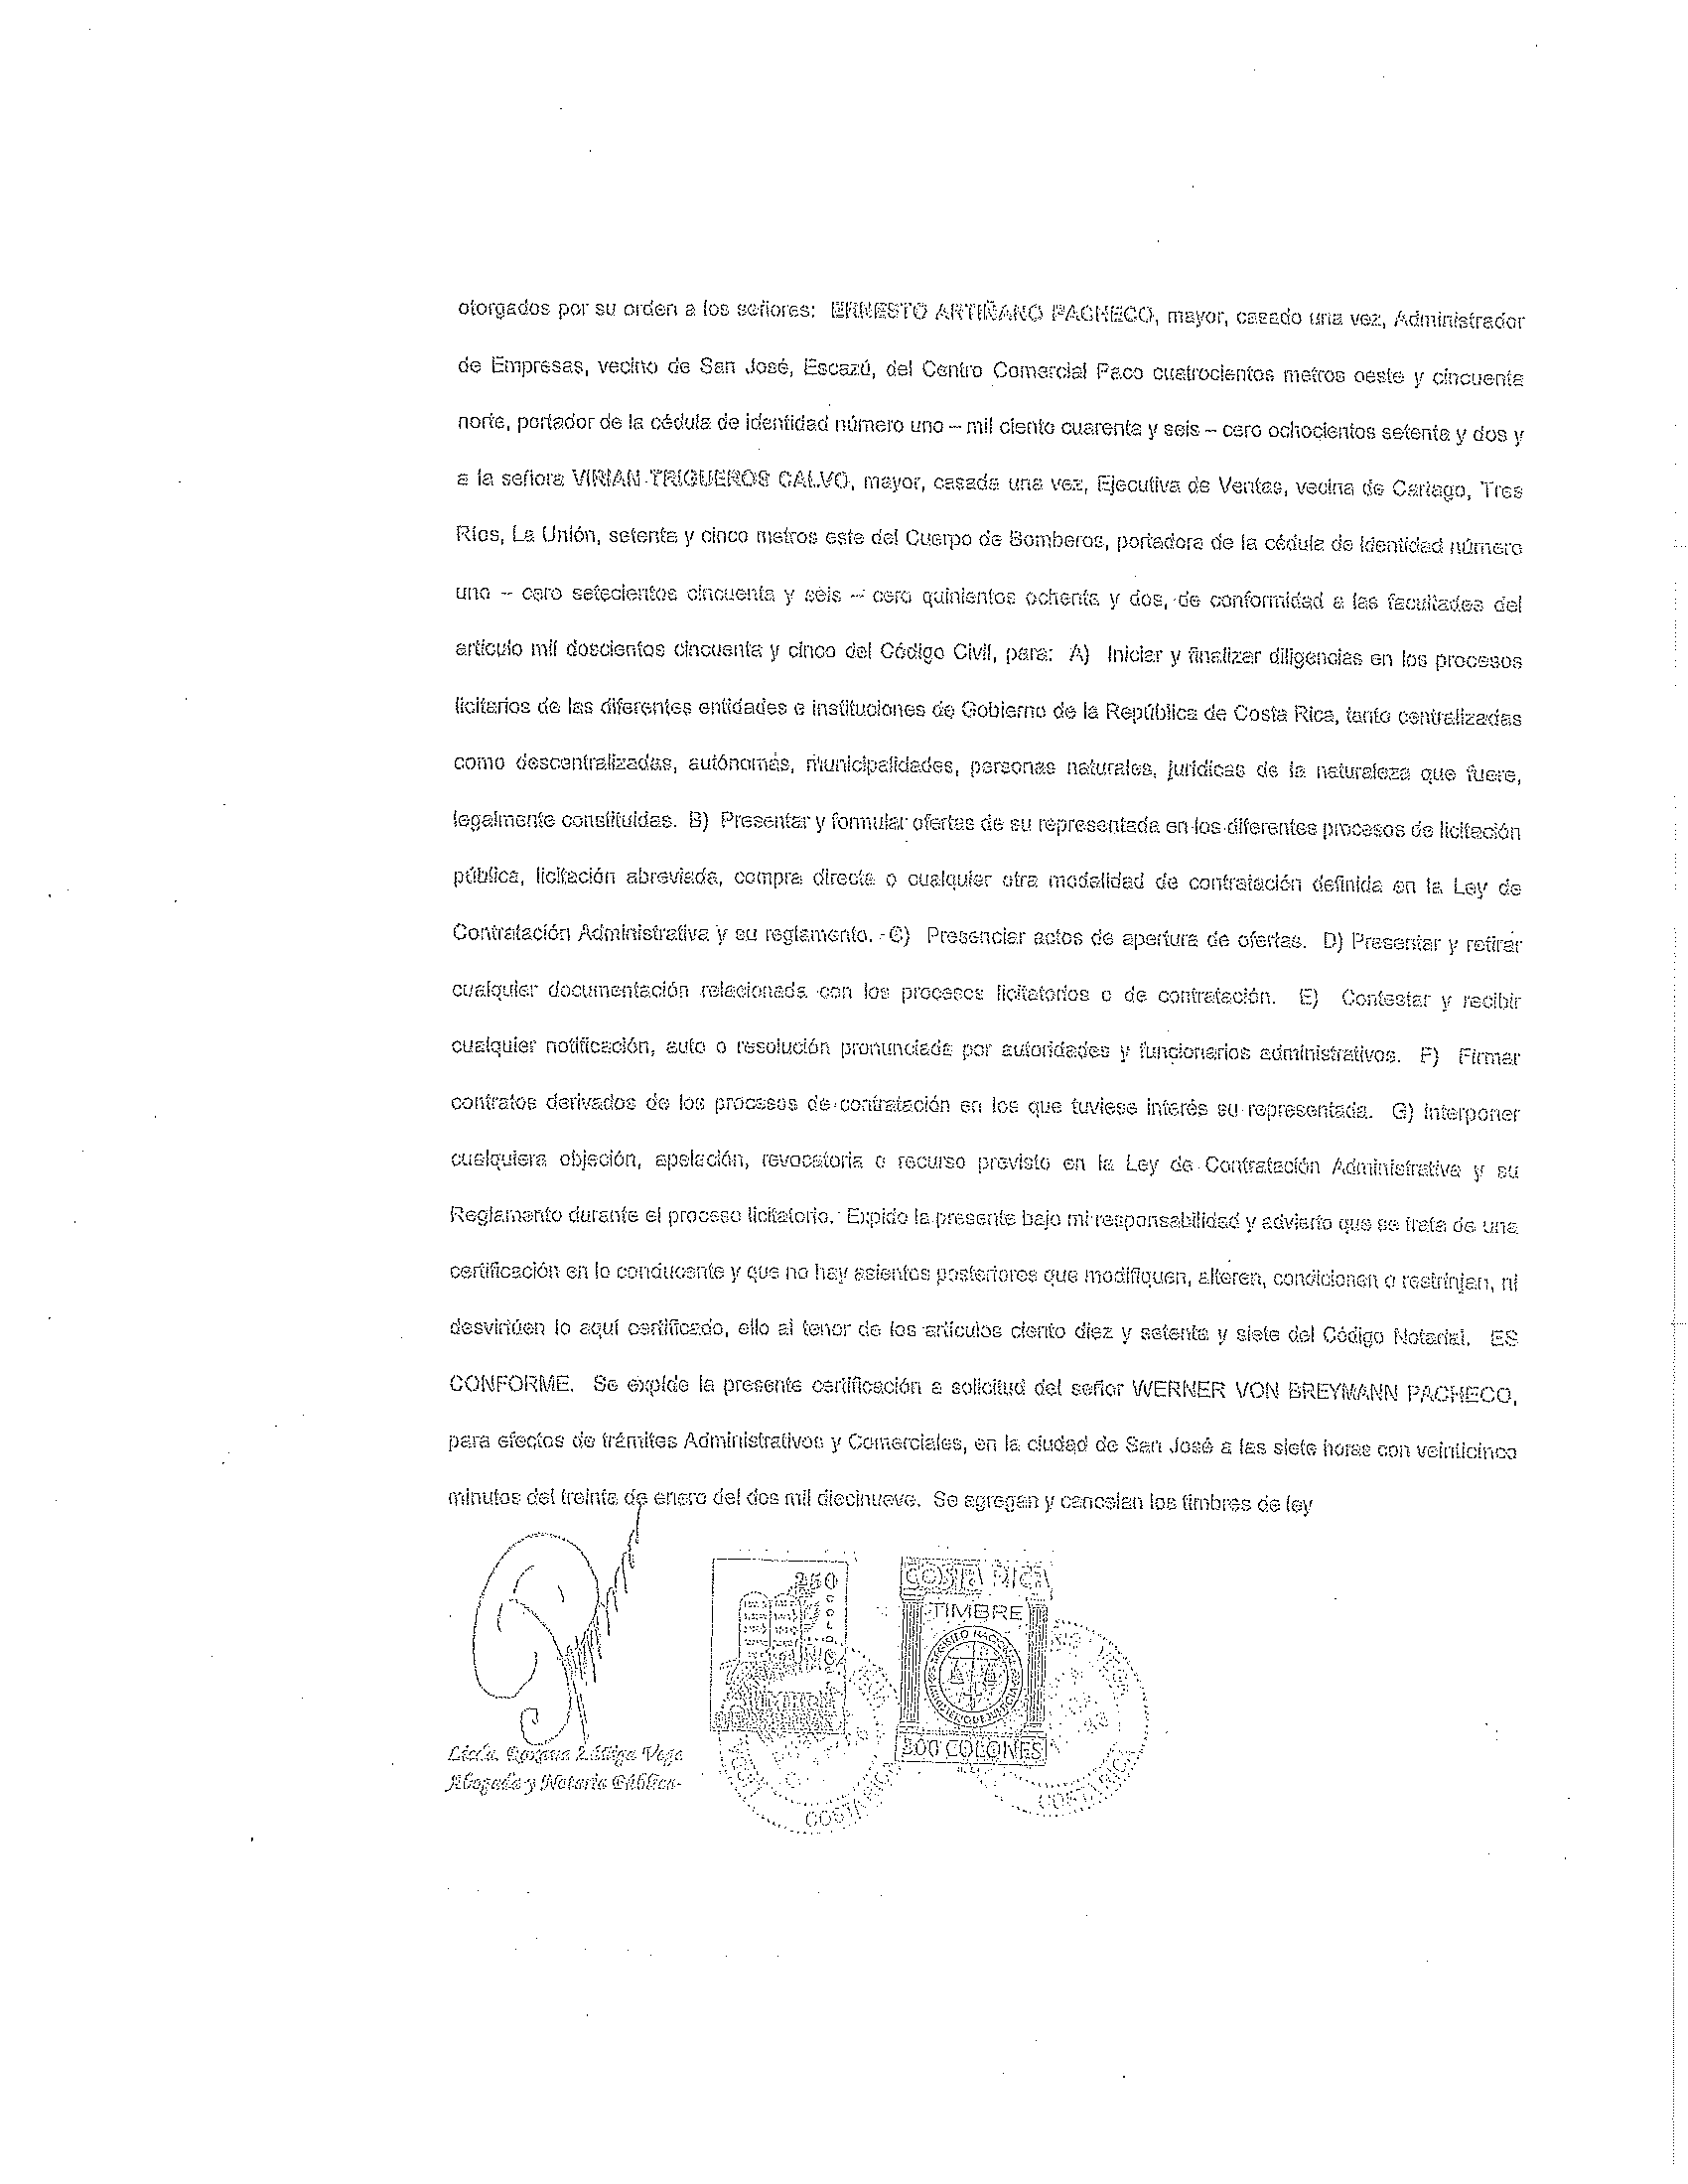 otorgados por su orden a los señores: ERNESTO ARTIÑANO PACHECO, mayor, casado una vez, Administrador
de Empresas, vecino de San José, Escazú, del Centro Comercial Paco cuatrocientos metros oeste y cincuenta
norte, portador de la cédula de identidad número uno – mil ciento cuarenta y seis – cero ochocientos setenta y dos y
a la señora VIRIAN TRIGUEROS CALVO, mayor, casada una vez, Ejecutiva de Ventas, vecina de Cartago, Tres
Ríos, La Unión, setenta y cinco metros este del Cuerpo de Bomberos, portadora de la cédula de identidad número
uno – cero setecientos cincuenta y seis – cero quinientos ochenta y dos, de conformidad a las facultades del
artículo mil doscientos cincuenta y cinco del Código Civil, para: A) Iniciar y finalizar diligencias en los procesos
licitarios de las diferentes entidades e instituciones de Gobierno de la República de Costa Rica, tanto centralizadas
como descentralizadas, autónomas, municipalidades, personas naturales, jurídicas de la naturaleza que fuere,
legalmente constituidas. B) Presentar y formular ofertas de su representada en los diferentes procesos de licitación
pública, licitación abreviada, compra directa o cualquier otra modalidad de contratación definida en la Ley de
Contratación Administrativa y su reglamento. C) Presenciar actos de apertura de ofertas. D) Presentar y retirar
cualquier documentación relacionada con los procesos licitatorios o de contratación. E) Contestar y recibir
cualquier notificación, auto o resolución pronunciada por autoridades y funcionarios administrativos. F) Firmar
contratos derivados de los procesos de contratación en los que tuviese interés su representada. G) Interponer
cualquiera objeción, apelación, revocatoria o recurso previsto en la Ley de Contratación Administrativa y su
Reglamento durante el proceso licitatorio. Expido la presente bajo mi responsabilidad y advierto que se trata de una
certificación en lo conducente y que no hay asientos posteriores que modifiquen, alteren, condicionen o restrinjan, ni
desvirtúen lo aquí certificado, ello al tenor de los artículos ciento diez y setenta y siete del Código Notarial. ES
CONFORME. Se expide la presente certificación a solicitud del señor WERNER VON BREYMANN PACHECO,
para efectos de trámites Administrativos y Comerciales, en la ciudad de San José a las siete horas con veinticinco
minutos del treinta de enero del dos mil diecinueve. Se agregan y cancelan los timbres de ley
250
COSTA RICA
TIMBRE
300 COLONES
COSTA RICA
COSTA RICA
Licda. Roxana Zúñiga Vega
Abogada y Notaria Pública